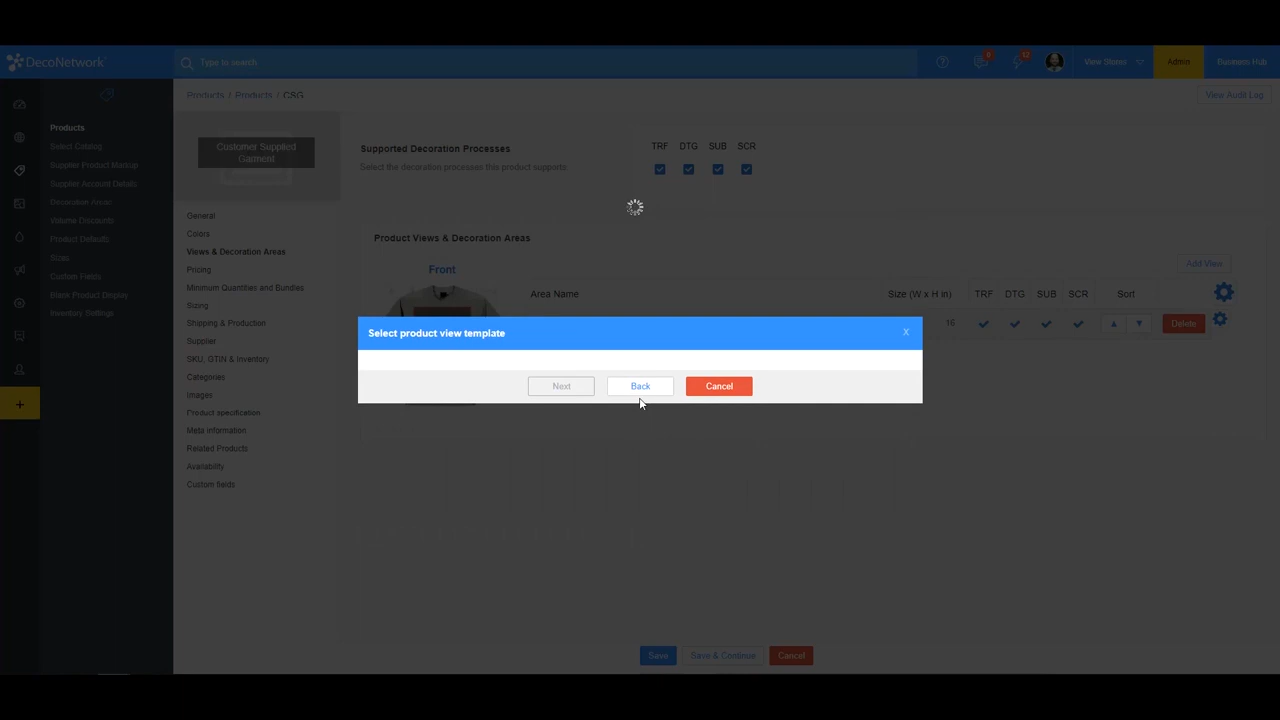 DecoNetwork
Type to search
View Stores
Admin
Business Hub
Products / Products / CSG
View Audit Log
Products
Select Catalog
Supplier Product Markup
Supplier Account Details
Decoration Areas
Volume Discounts
Product Defaults
Sizes
Custom Fields
Blank Product Display
Inventory Settings
Customer Supplied
Garment
General
Colors
Views & Decoration Areas
Pricing
Minimum Quantities and Bundles
Sizing
Shipping & Production
Supplier
SKU, GTIN & Inventory
Categories
Images
Product specification
Meta information
Related Products
Availability
Custom fields
Supported Decoration Processes
Select the decoration processes this product supports.
TRF DTG SUB SCR
Product Views & Decoration Areas
Add View
Front
Area Name
Size (W x H in)
TRF DTG SUB SCR Sort
16
Delete
Select product view template
X
Next
Back
Cancel
Save
Save & Continue
Cancel